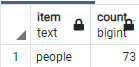 item count
text bigint
1 people 73